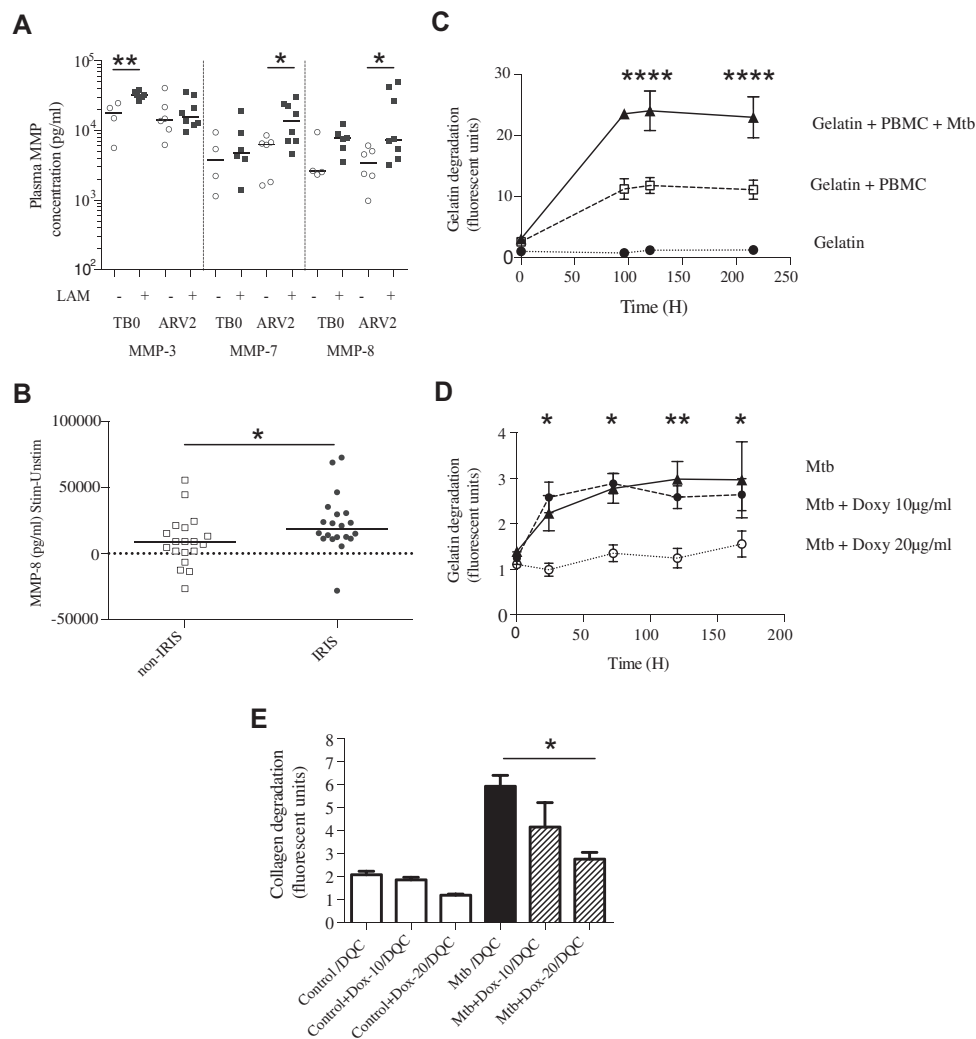 A
Plasma MMP
concentration (pg/ml)
10^5
10^4
10^3
10^2
** * *
LAM - + - + - + - + - + - +
TB0 ARV2 TB0 ARV2 TB0 ARV2
MMP-3 MMP-7 MMP-8
B
MMP-8 (pg/ml) Stim-Unstim
100000
50000
0
-50000
*
non-IRIS IRIS
C
Gelatin degradation
(fluorescent units)
30
20
10
0
**** ****
Gelatin + PBMC + Mtb
Gelatin + PBMC
Gelatin
0 50 100 150 200 250
Time (H)
D
Gelatin degradation
(fluorescent units)
4
3
2
1
0
* * ** *
Mtb
Mtb + Doxy 10µg/ml
Mtb + Doxy 20µg/ml
0 50 100 150 200
Time (H)
E
Collagen degradation
(fluorescent units)
8
7
6
5
4
3
2
1
0
*
Control /DQC
Control+Dox-10/DQC
Control+Dox-20/DQC
Mtb /DQC
Mtb+Dox-10/DQC
Mtb+Dox-20/DQC